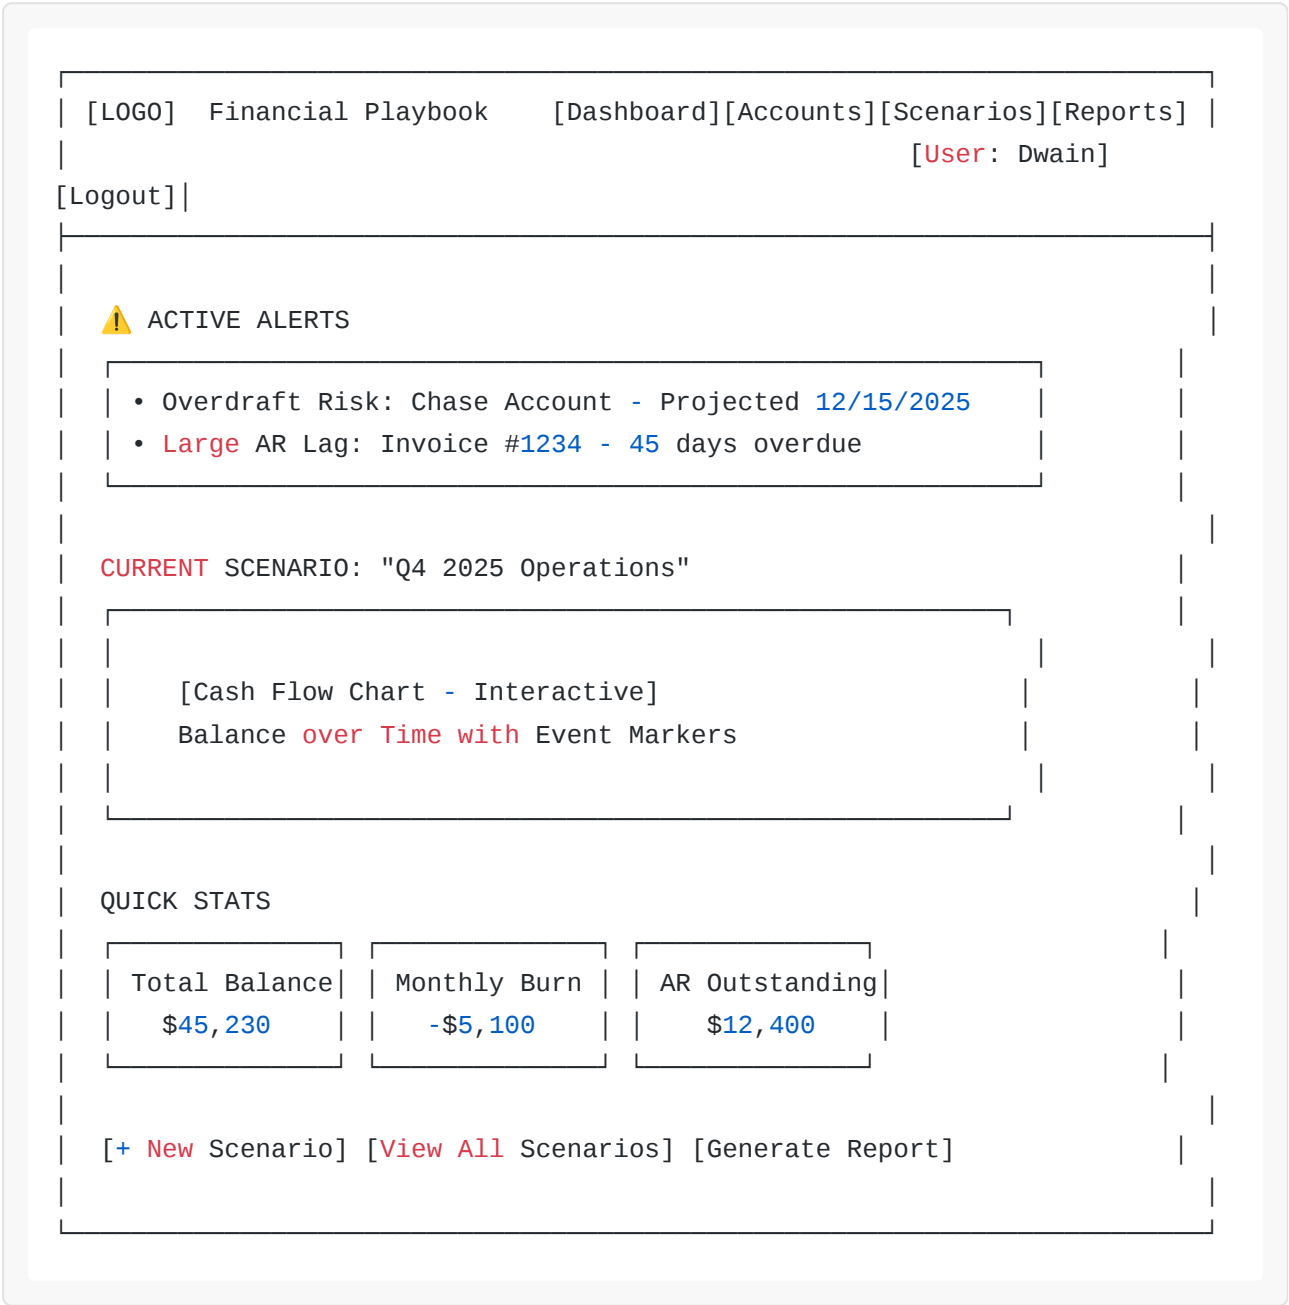 [LOGO]  Financial Playbook    [Dashboard][Accounts][Scenarios][Reports]
[User: Dwain]
[Logout]
⚠️ ACTIVE ALERTS
• Overdraft Risk: Chase Account - Projected 12/15/2025
• Large AR Lag: Invoice #1234 - 45 days overdue
CURRENT SCENARIO: "Q4 2025 Operations"
[Cash Flow Chart - Interactive]
Balance over Time with Event Markers
QUICK STATS
Total Balance  Monthly Burn  AR Outstanding
$45,230  -$5,100  $12,400
[+ New Scenario] [View All Scenarios] [Generate Report]